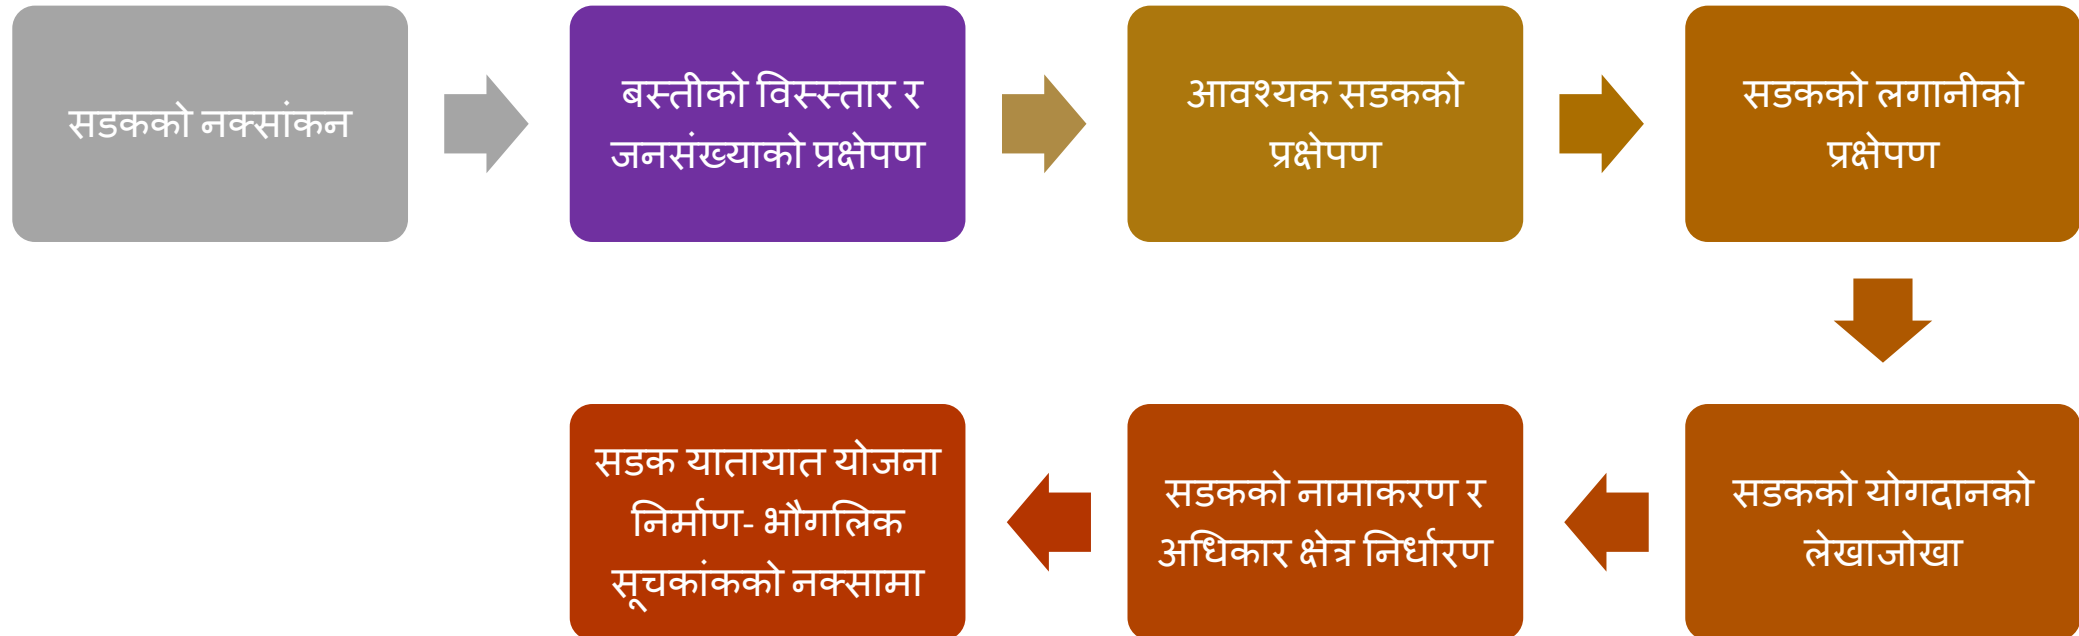 सडकको नक्सांकन
बस्तीको विस्स्तार र
जनसंख्याको प्रक्षेपण
आवश्यक सडकको
प्रक्षेपण
सडकको लगानीको
प्रक्षेपण
सडकको योगदानको
लेखाजोखा
सडकको नामाकरण र
अधिकार क्षेत्र निर्धारण
सडक यातायात योजना
निर्माण- भौगलिक
सूचकांकको नक्सामा